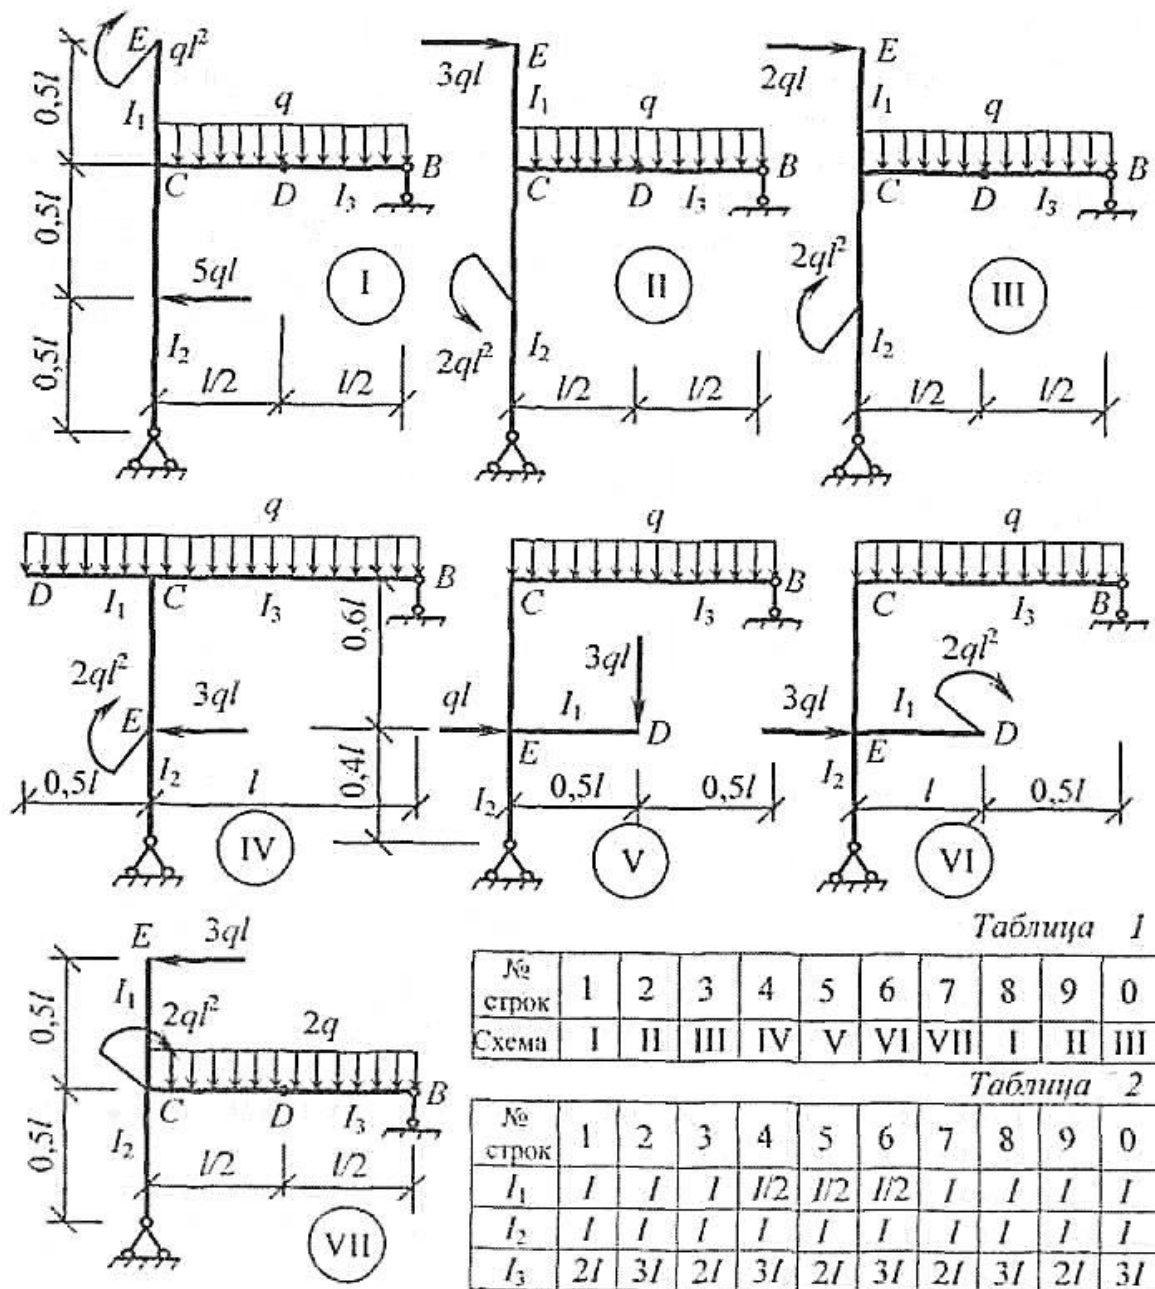 E ql²
0,5l
I₁
q
C D I₃ B
0,5l
5ql
I
0,5l
I₂
l/2 l/2
3ql
E
I₁
q
C D I₃ B
II
2ql²
I₂
l/2 l/2
2ql
E
I₁
q
C D I₃ B
2ql²
III
I₂
l/2 l/2
q
D I₁ C I₃ B
0,6l
2ql²
E 3ql
0,4l
0,5l I₂ l
IV
q
C I₃ B
3ql
ql I₁
E D
I₂ 0,5l 0,5l
V
q
C I₃ B
2ql²
3ql I₁
E D
I₂ l 0,5l
VI
E 3ql
0,5l
I₁
2ql² 2q
C D I₃ B
0,5l
I₂
l/2 l/2
VII
Таблица 1
№ строк 1 2 3 4 5 6 7 8 9 0
Схема I II III IV V VI VII I II III
Таблица 2
№ строк 1 2 3 4 5 6 7 8 9 0
I₁ I I I I/2 I/2 I/2 I I I I
I₂ I I I I I I I I I I
I₃ 2I 3I 2I 3I 2I 3I 2I 3I 2I 3I